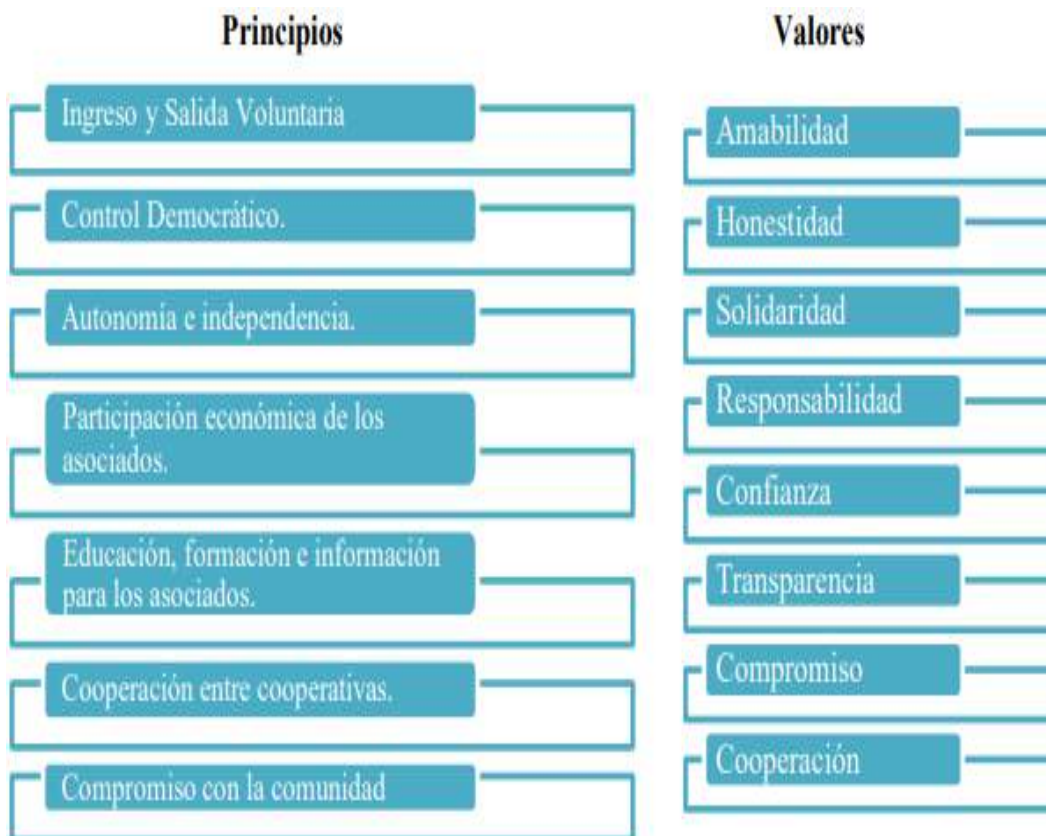 Principios
Ingreso y Salida Voluntaria
Control Democrático.
Autonomía e independencia.
Participación económica de los
asociados.
Educación, formación e información
para los asociados.
Cooperación entre cooperativas.
Compromiso con la comunidad
Valores
Amabilidad
Honestidad
Solidaridad
Responsabilidad
Confianza
Transparencia
Compromiso
Cooperación